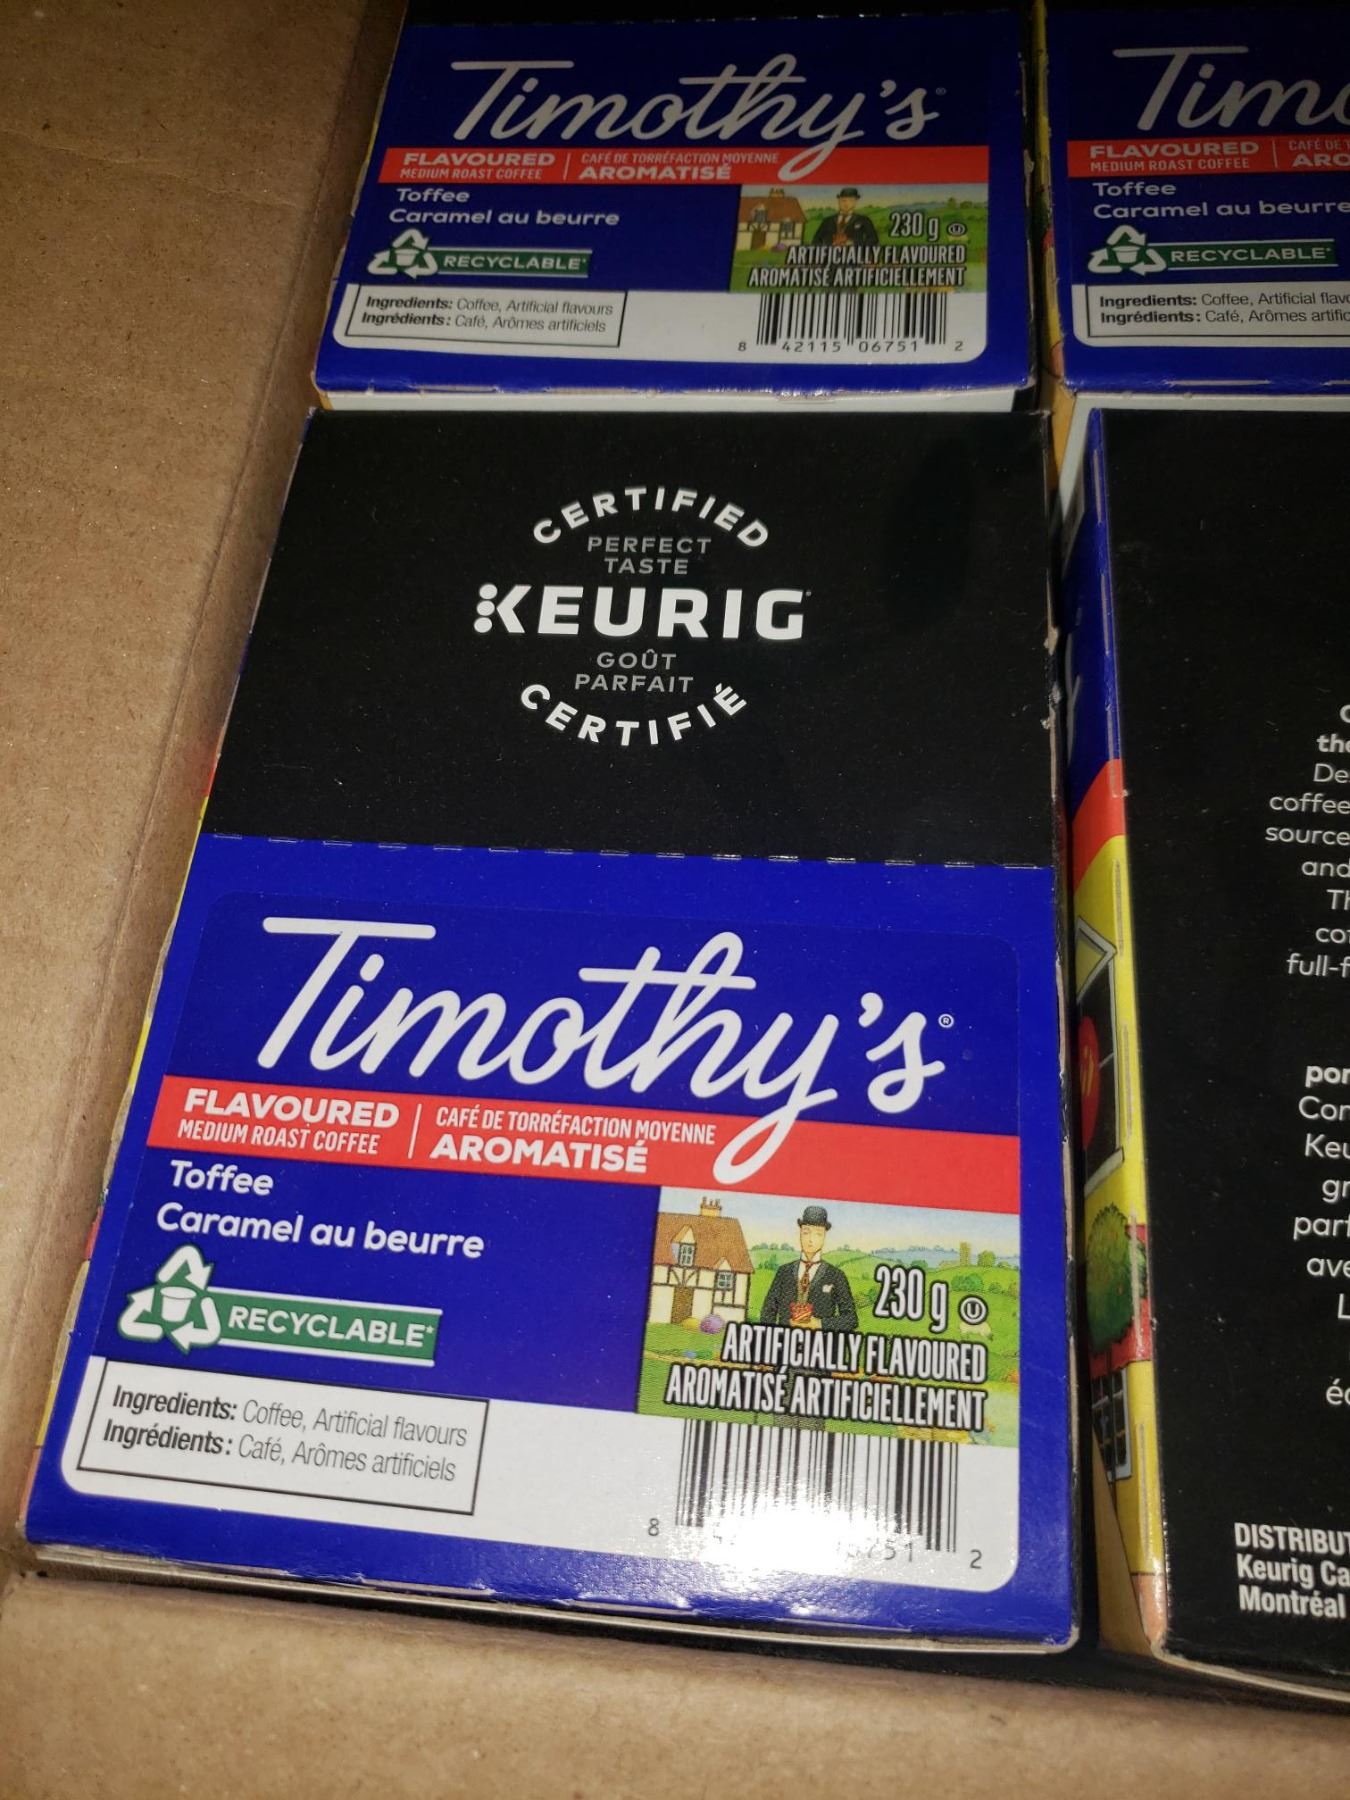 Timothy's
FLAVOURED
MEDIUM ROAST COFFEE
CAFÉ DE TORRÉFACTION MOYENNE
AROMATISÉ
Toffee
Caramel au beurre
RECYCLABLE*
230 g
ARTIFICIALLY FLAVOURED
AROMATISÉ ARTIFICIELLEMENT
Ingredients: Coffee, Artificial flavours
Ingrédients: Café, Arômes artificiels
8 42115 06751 2
FLAVOURED
MEDIUM ROAST COFFEE
Toffee
Caramel au beurre
RECYCLABLE*
Ingredients: Coffee, Artificial
Ingrédients: Café, Arômes
CERTIFIED
PERFECT
TASTE
KEURIG
GOÛT
PARFAIT
CERTIFIÉ
Timothy's®
FLAVOURED
MEDIUM ROAST COFFEE
CAFÉ DE TORRÉFACTION MOYENNE
AROMATISÉ
Toffee
Caramel au beurre
RECYCLABLE*
230 g
ARTIFICIALLY FLAVOURED
AROMATISÉ ARTIFICIELLEMENT
Ingredients: Coffee, Artificial flavours
Ingrédients : Café, Arômes artificiels
8 2
coffee
and
Keurig
Montréal